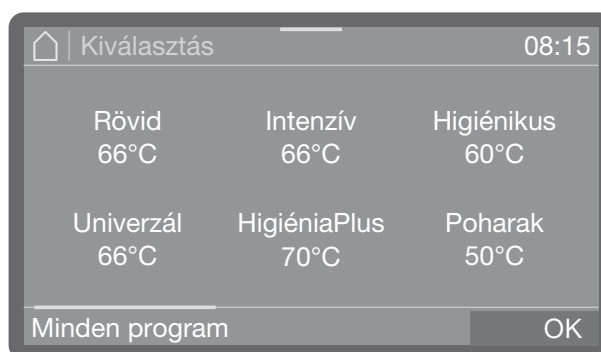 Kiválasztás 08:15
Rövid Intenzív Higiénikus
66°C 66°C 60°C
Univerzál HigiéniaPlus Poharak
66°C 70°C 50°C
Minden program OK